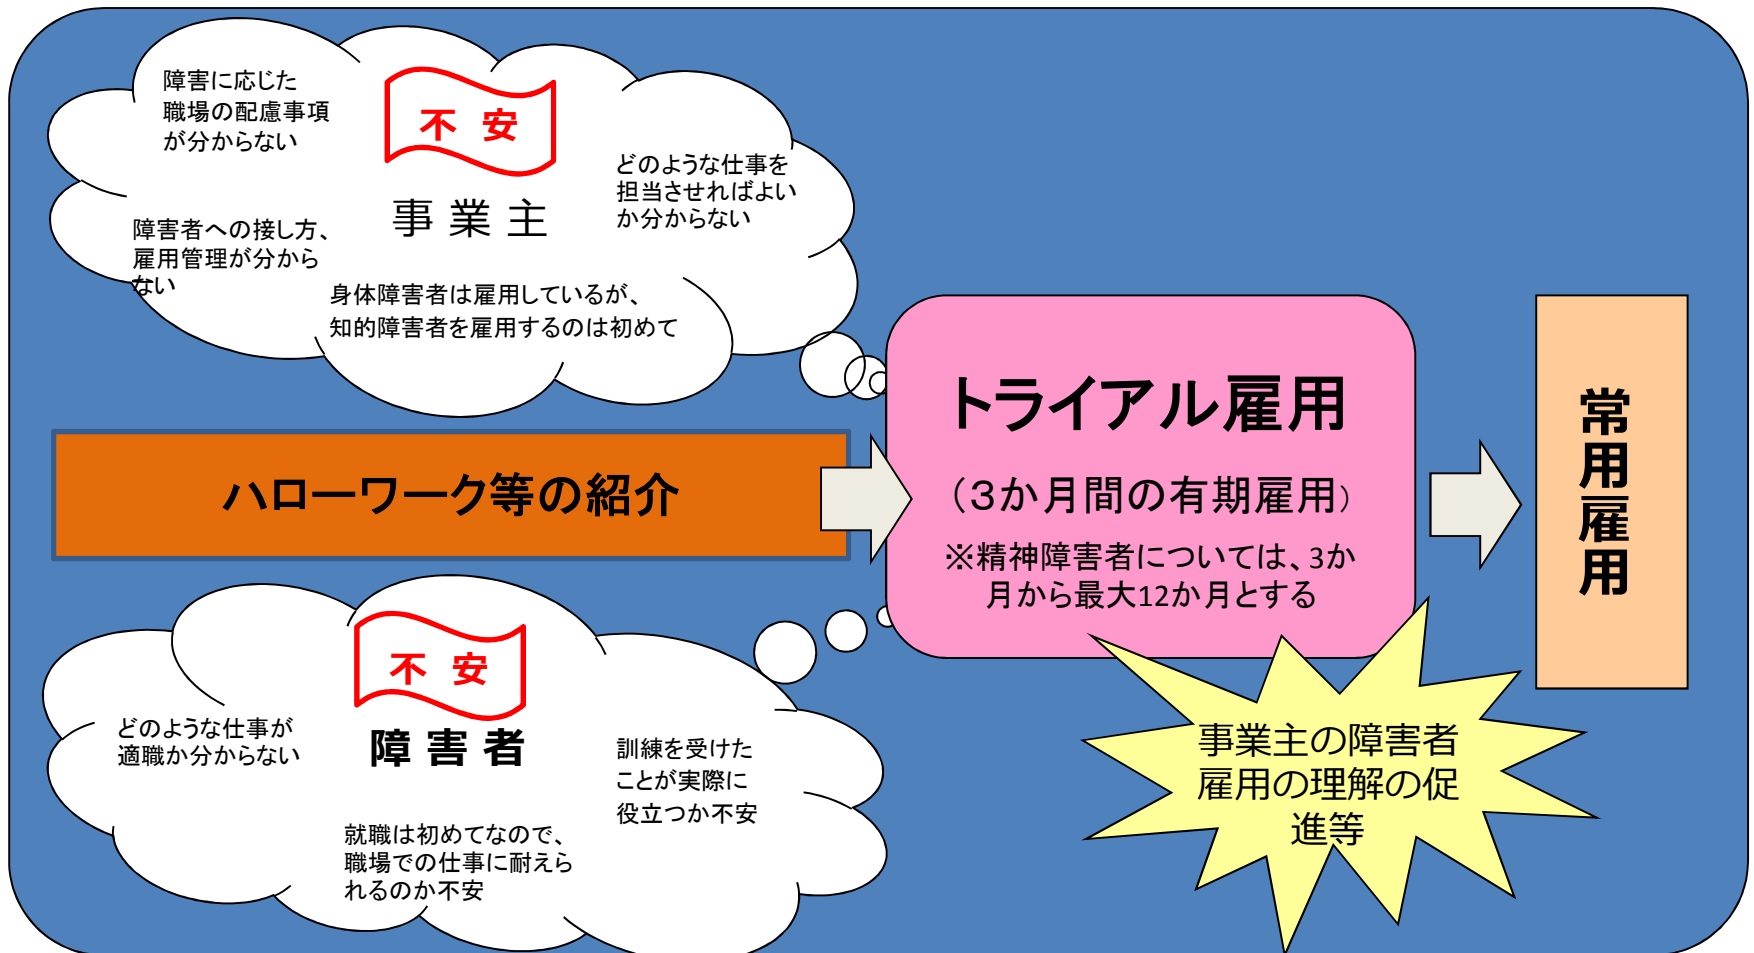 障害に応じた
職場の配慮事項
が分からない
不 安
事 業 主
どのような仕事を
担当させればよい
か分からない
障害者への接し方、
雇用管理が分から
ない
身体障害者は雇用しているが、
知的障害者を雇用するのは初めて
ハローワーク等の紹介
トライアル雇用
（３か月間の有期雇用）
※精神障害者については、3か
月から最大12か月とする
常用雇用
不 安
障 害 者
どのような仕事が
適職か分からない
訓練を受けた
ことが実際に
役立つか不安
就職は初めてなので、
職場での仕事に耐えら
れるのか不安
事業主の障害者
雇用の理解の促
進等